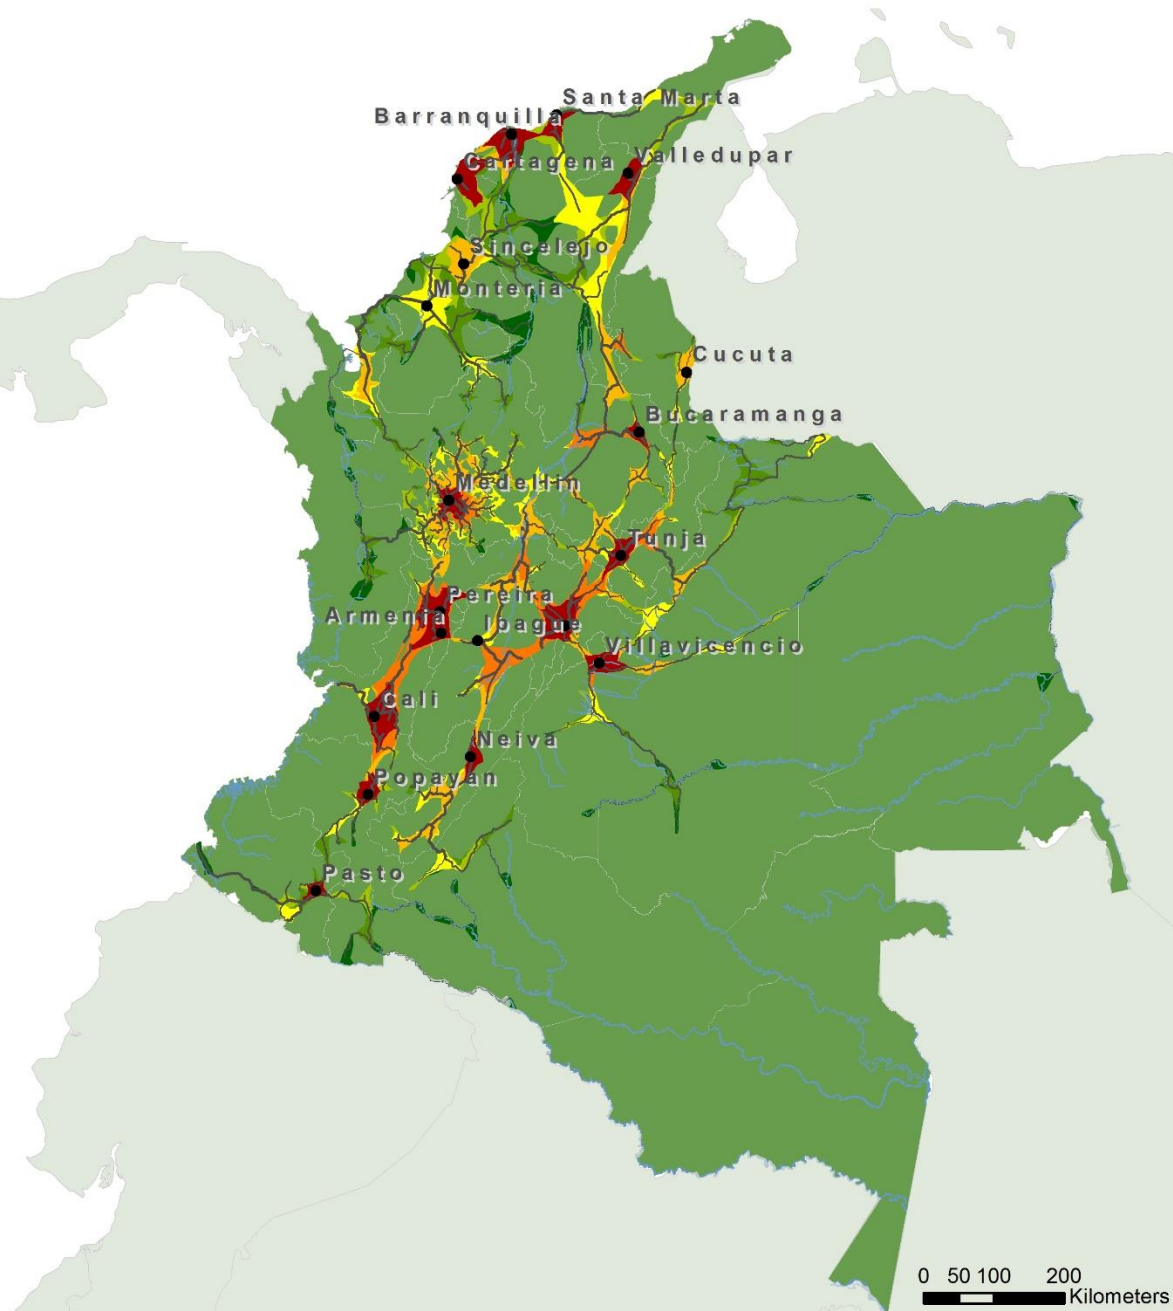 Santa Marta
Barranquilla
Cartagena
Valledupar
Sincelejo
Monteria
Cucuta
Bucaramanga
Medellin
Tunja
Pereira
Armenia
Ibague
Villavicencio
Cali
Neiva
Popayan
Pasto
0 50 100 200
Kilometers